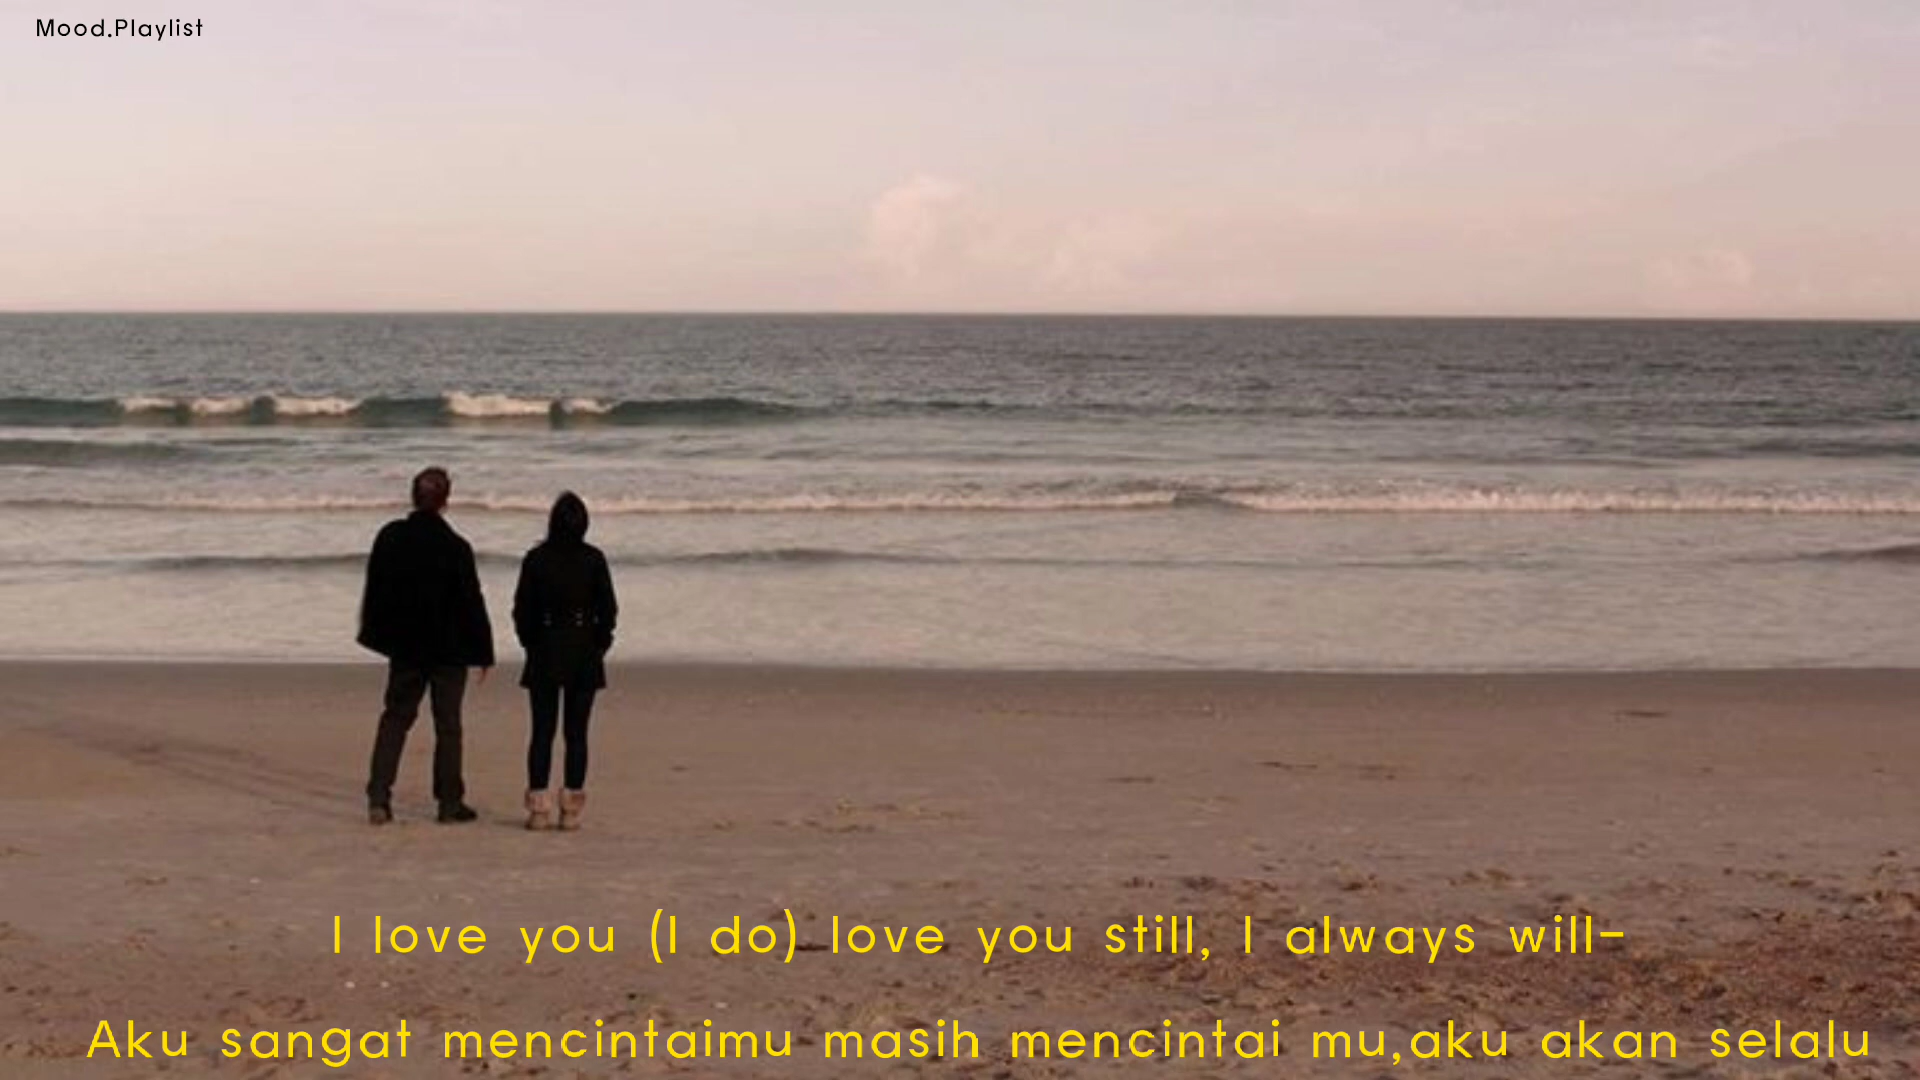 Mood.Playlist
I love you (I do) love you still, I always will-
Aku sangat mencintaimu masih mencintai mu,aku akan selalu